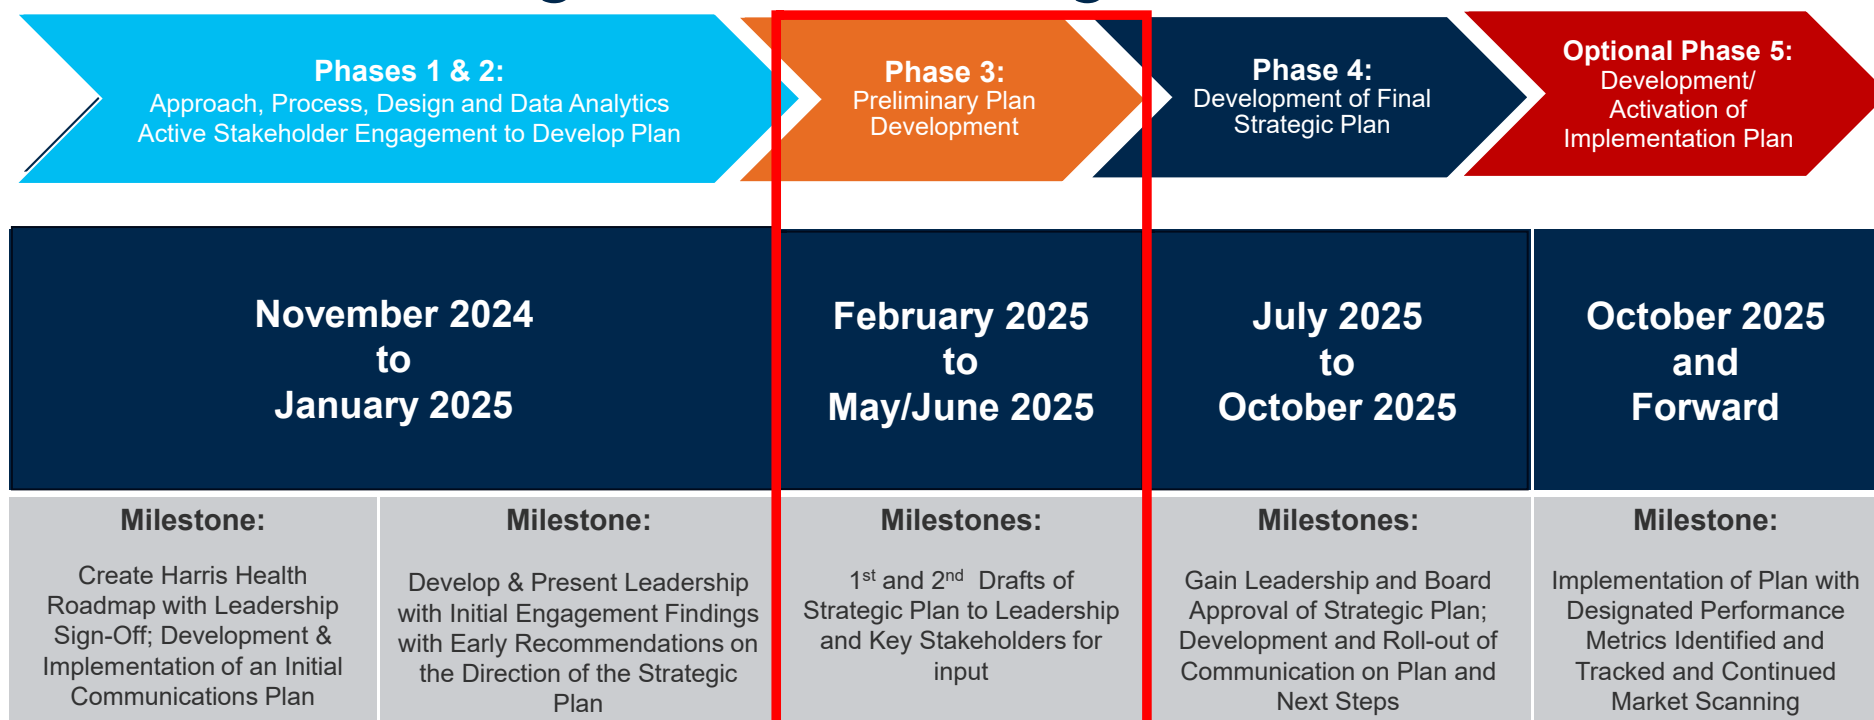 Phases 1 & 2:
Approach, Process, Design and Data Analytics
Active Stakeholder Engagement to Develop Plan
Phase 3:
Preliminary Plan
Development
Phase 4:
Development of Final
Strategic Plan
Optional Phase 5:
Development/
Activation of
Implementation Plan
November 2024
to
January 2025
February 2025
to
May/June 2025
July 2025
to
October 2025
October 2025
and
Forward
Milestone:
Create Harris Health
Roadmap with Leadership
Sign-Off; Development &
Implementation of an Initial
Communications Plan
Milestone:
Develop & Present Leadership
with Initial Engagement Findings
with Early Recommendations on
the Direction of the Strategic
Plan
Milestones:
1st and 2nd Drafts of
Strategic Plan to Leadership
and Key Stakeholders for
input
Milestones:
Gain Leadership and Board
Approval of Strategic Plan;
Development and Roll-out of
Communication on Plan and
Next Steps
Milestone:
Implementation of Plan with
Designated Performance
Metrics Identified and
Tracked and Continued
Market Scanning